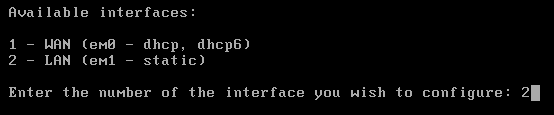 Available interfaces:
1 - WAN (em0 - dhcp, dhcp6)
2 - LAN (em1 - static)
Enter the number of the interface you wish to configure: 2